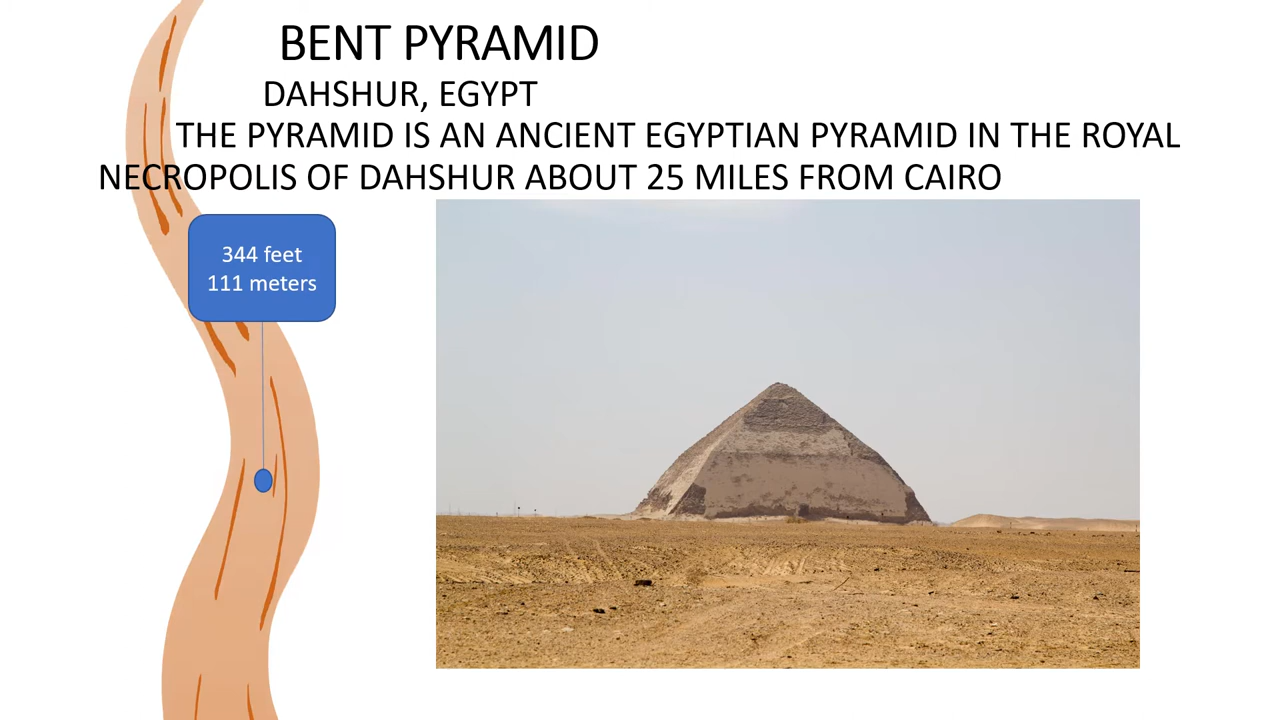 BENT PYRAMID
DAHSHUR, EGYPT
THE PYRAMID IS AN ANCIENT EGYPTIAN PYRAMID IN THE ROYAL
NECROPOLIS OF DAHSHUR ABOUT 25 MILES FROM CAIRO
344 feet
111 meters